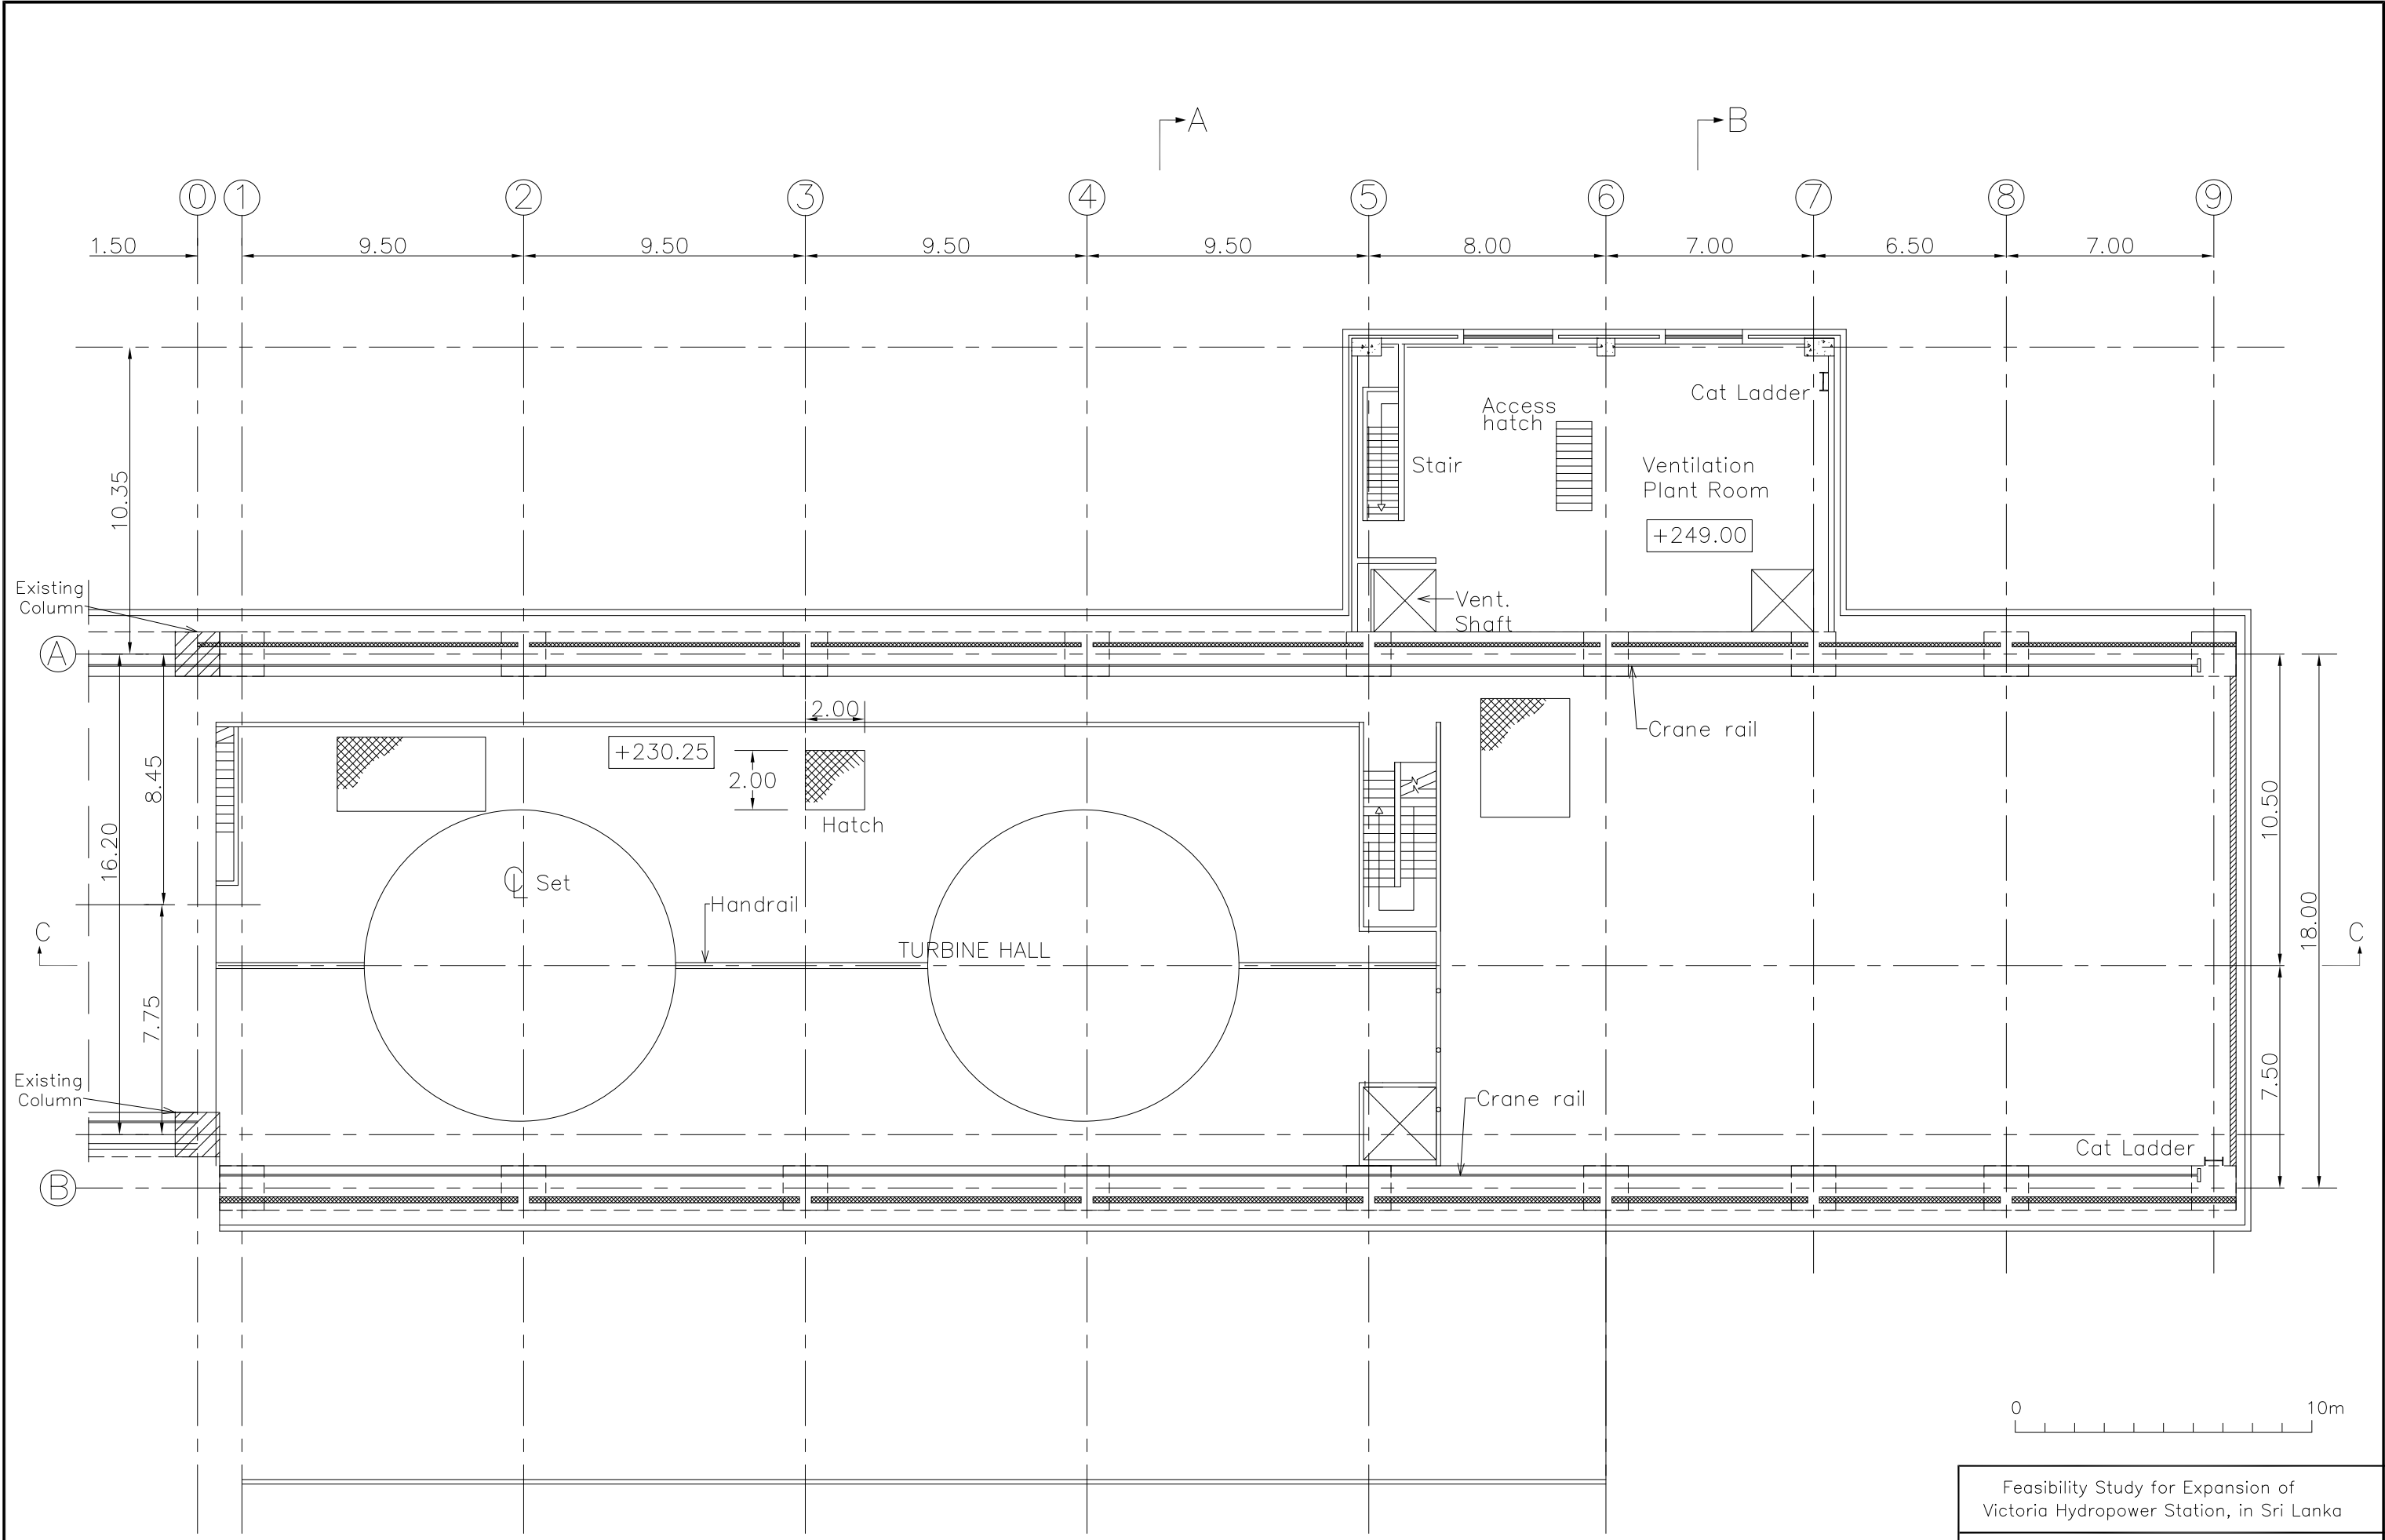 A
B
0
1
2
3
4
5
6
7
8
9
1.50
9.50
9.50
9.50
9.50
8.00
7.00
6.50
7.00
Cat Ladder
Access
hatch
Stair
Ventilation
Plant Room
10.35
+249.00
Existing
Column
Vent.
Shaft
A
2.00
Crane rail
+230.25
2.00
8.45
Hatch
10.50
16.20
℄ Set
Handrail
18.00
C
TURBINE HALL
C
7.75
7.50
Existing
Column
Crane rail
Cat Ladder
B
0
10m
Feasibility Study for Expansion of
Victoria Hydropower Station, in Sri Lanka